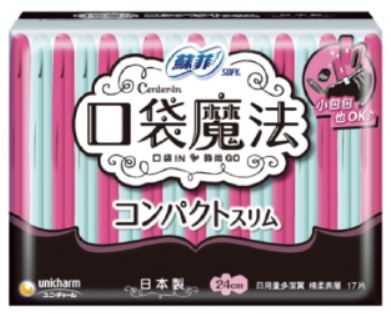 蘇菲
SOFY.
CenterIn
口袋魔法
口袋IN 時尚GO
小包包
也OK♪
コンパクトスリム
unicharm
ユニ・チャーム
日本製
24cm
日用量多潔翼 棉柔表層 17片